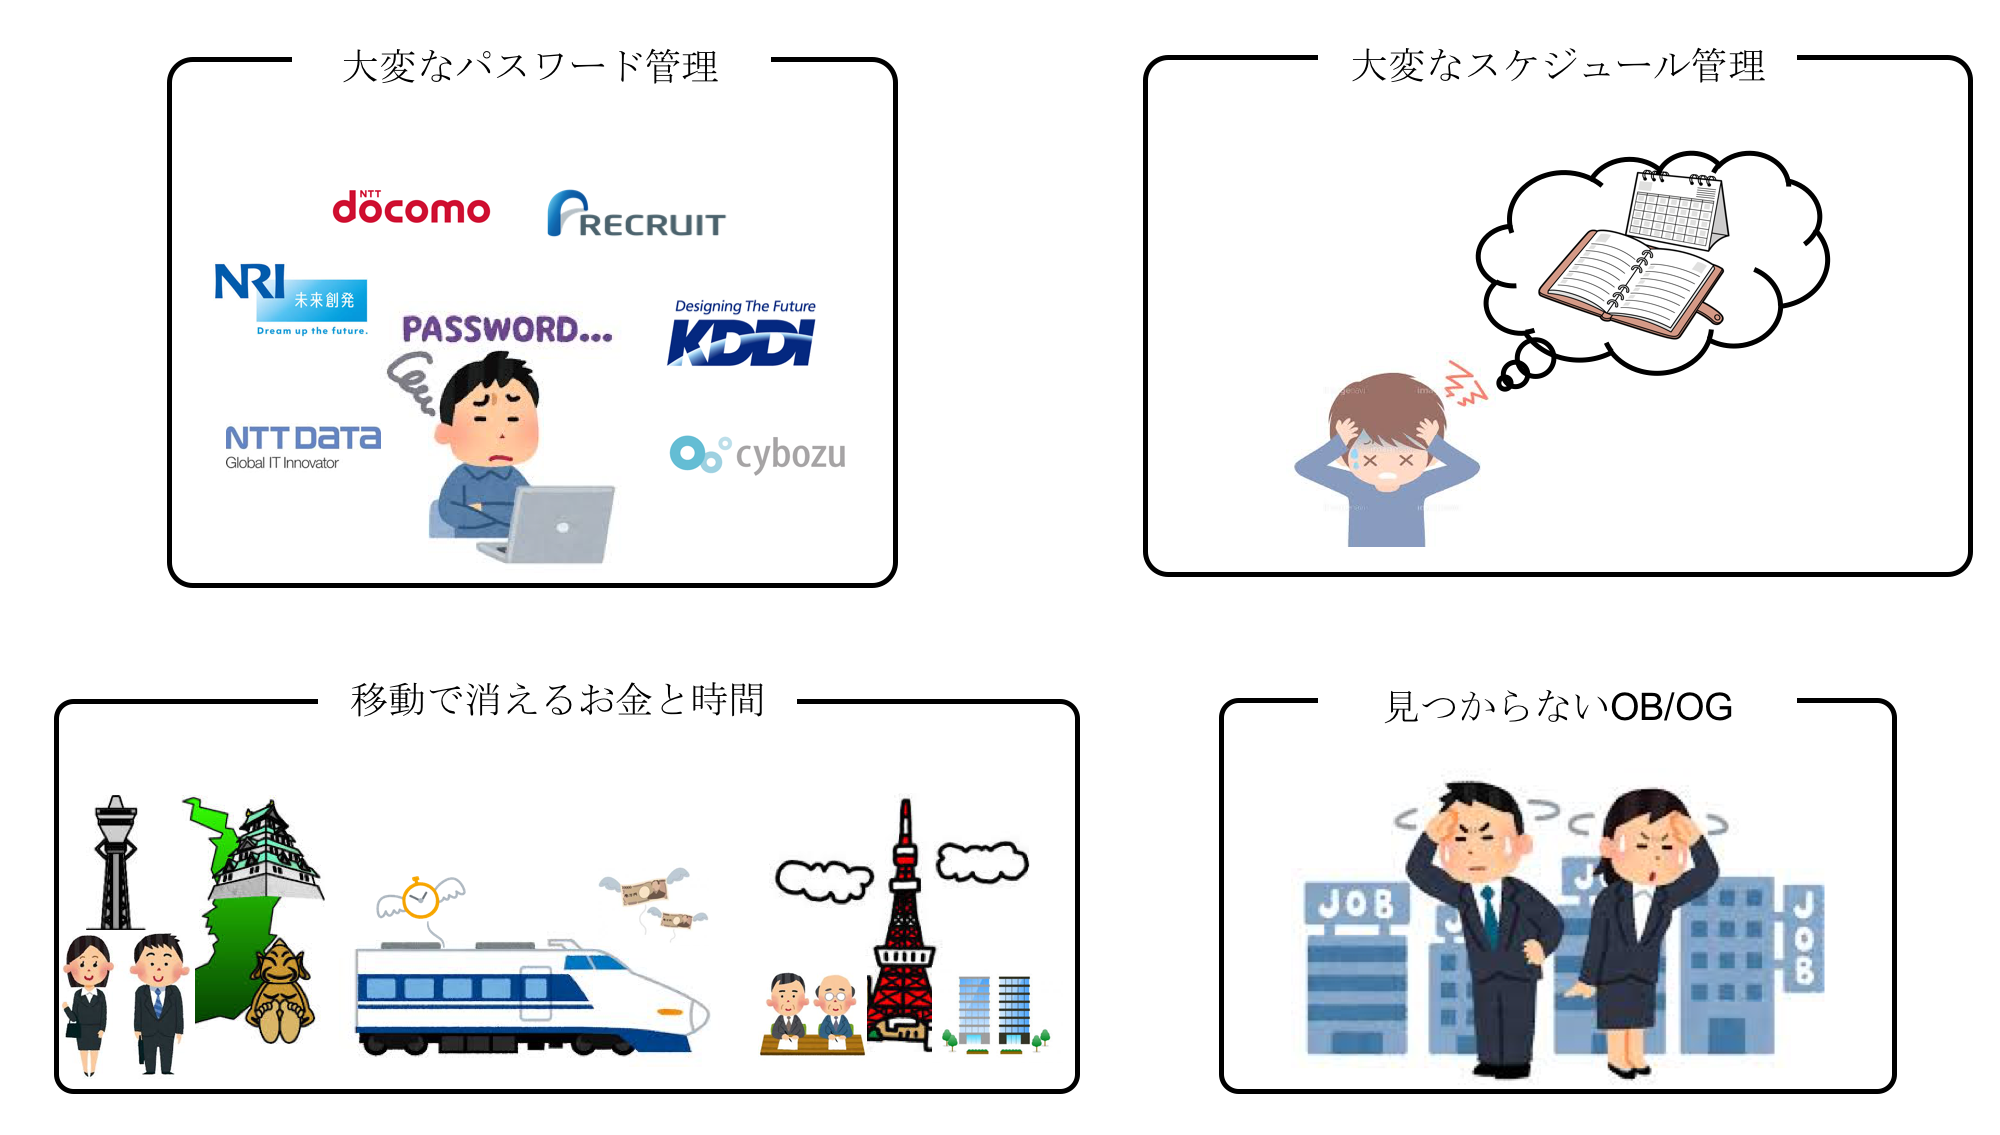 大変なパスワード管理
NTT
docomo
RECRUIT
NRI
未来創発
Dream up the future.
PASSWORD...
Designing The Future
KDDI
NTT DATA
Global IT Innovator
cybozu
大変なスケジュール管理
移動で消えるお金と時間
見つからないOB/OG
JOB
J
J
JOB